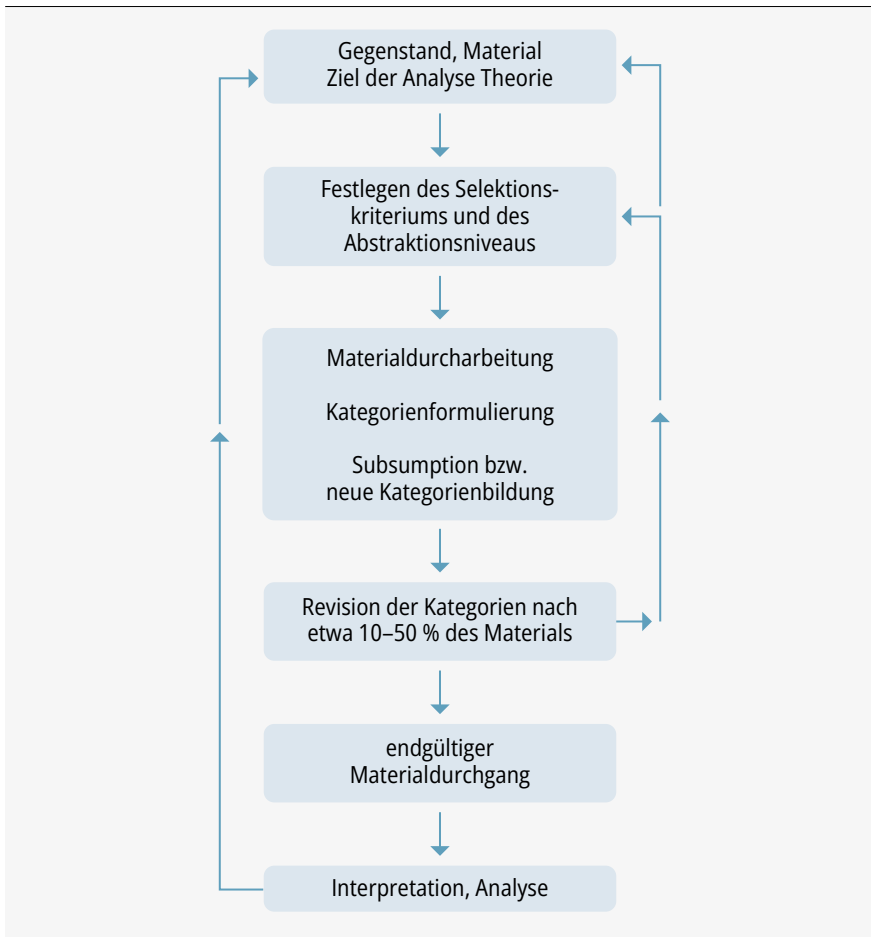 Gegenstand, Material
Ziel der Analyse Theorie
Festlegen des Selektions-
kriteriums und des
Abstraktionsniveaus
Materialdurcharbeitung
Kategorienformulierung
Subsumption bzw.
neue Kategorienbildung
Revision der Kategorien nach
etwa 10–50 % des Materials
endgültiger
Materialdurchgang
Interpretation, Analyse